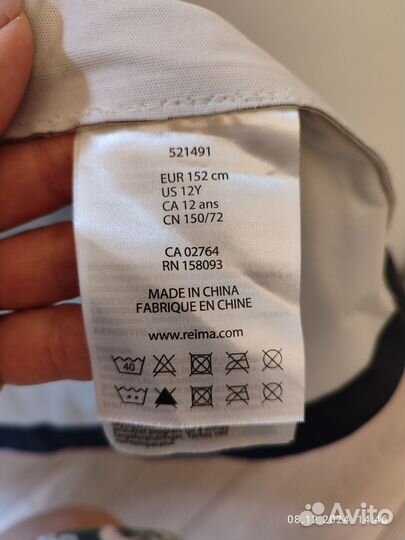 521491
EUR 152 cm
US 12Y
CA 12 ans
CN 150/72
CA 02764
RN 158093
MADE IN CHINA
FABRIQUE EN CHINE
www.reima.com
40
08.12.2024 14:46
Avito